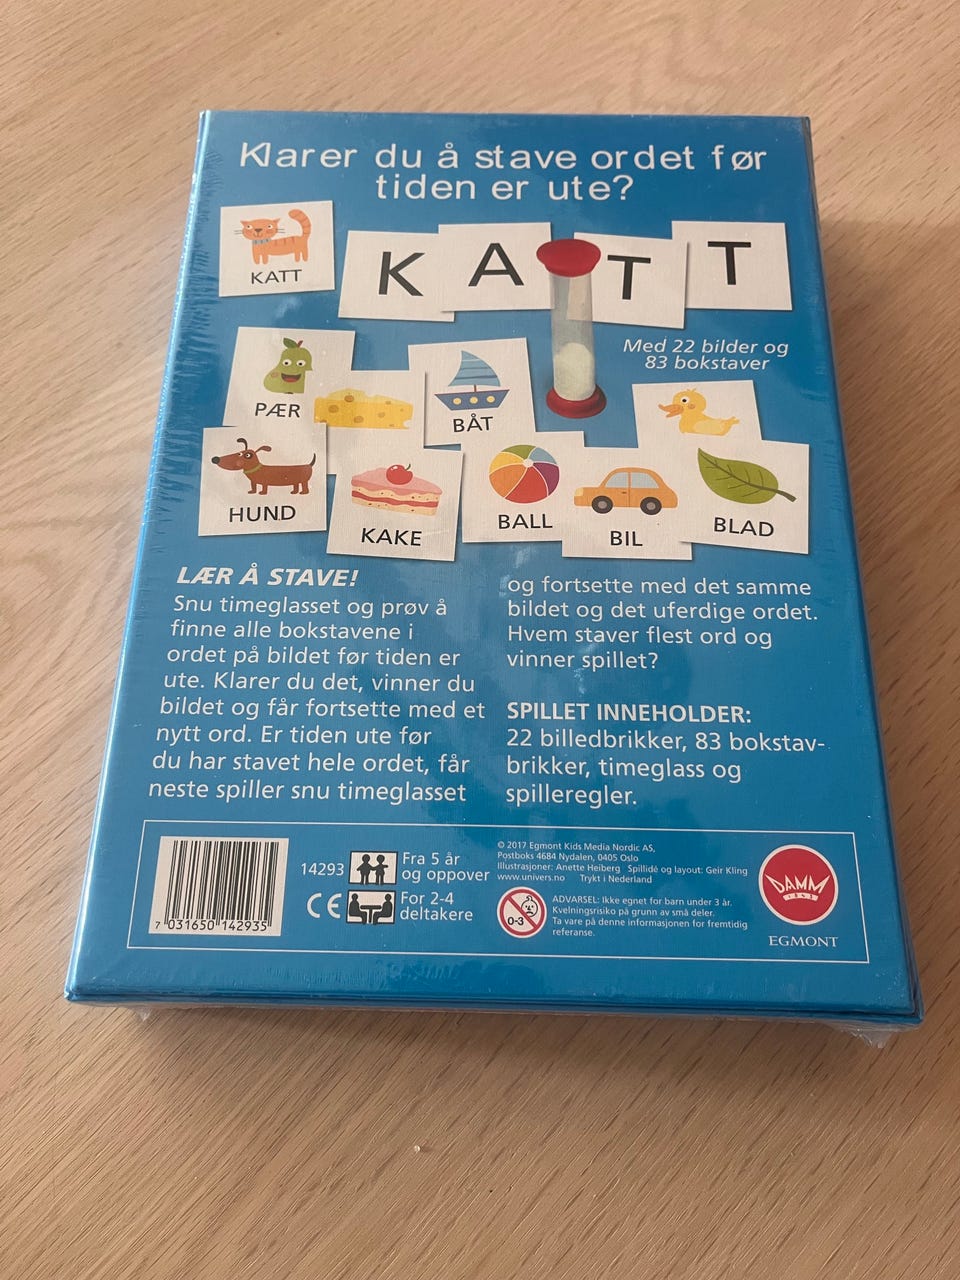 Klarer du å stave ordet før
tiden er ute?
KATT
K A T T
Med 22 bilder og
83 bokstaver
PÆR
BÅT
HUND
KAKE
BALL
BIL
BLAD
LÆR Å STAVE!
Snu timeglasset og prøv å
finne alle bokstavene i
ordet på bildet før tiden er
ute. Klarer du det, vinner du
bildet og får fortsette med et
nytt ord. Er tiden ute før
du har stavet hele ordet, får
neste spiller snu timeglasset
og fortsette med det samme
bildet og det uferdige ordet.
Hvem staver flest ord og
vinner spillet?
SPILLET INNEHOLDER:
22 billedbrikker, 83 bokstav-
brikker, timeglass og
spilleregler.
7 031650 142935
14293
Fra 5 år
og oppover
CE
For 2-4
deltakere
© 2017 Egmont Kids Media Nordic AS,
Postboks 4684 Nydalen, 0405 Oslo
Illustrasjoner: Anette Heiberg Spillidé og layout: Geir Kling
www.univers.no Trykt i Nederland
0-3
ADVARSEL: Ikke egnet for barn under 3 år.
Kvelningsrisiko på grunn av små deler.
Ta vare på denne informasjonen for fremtidig
referanse.
DAMM
1843
EGMONT